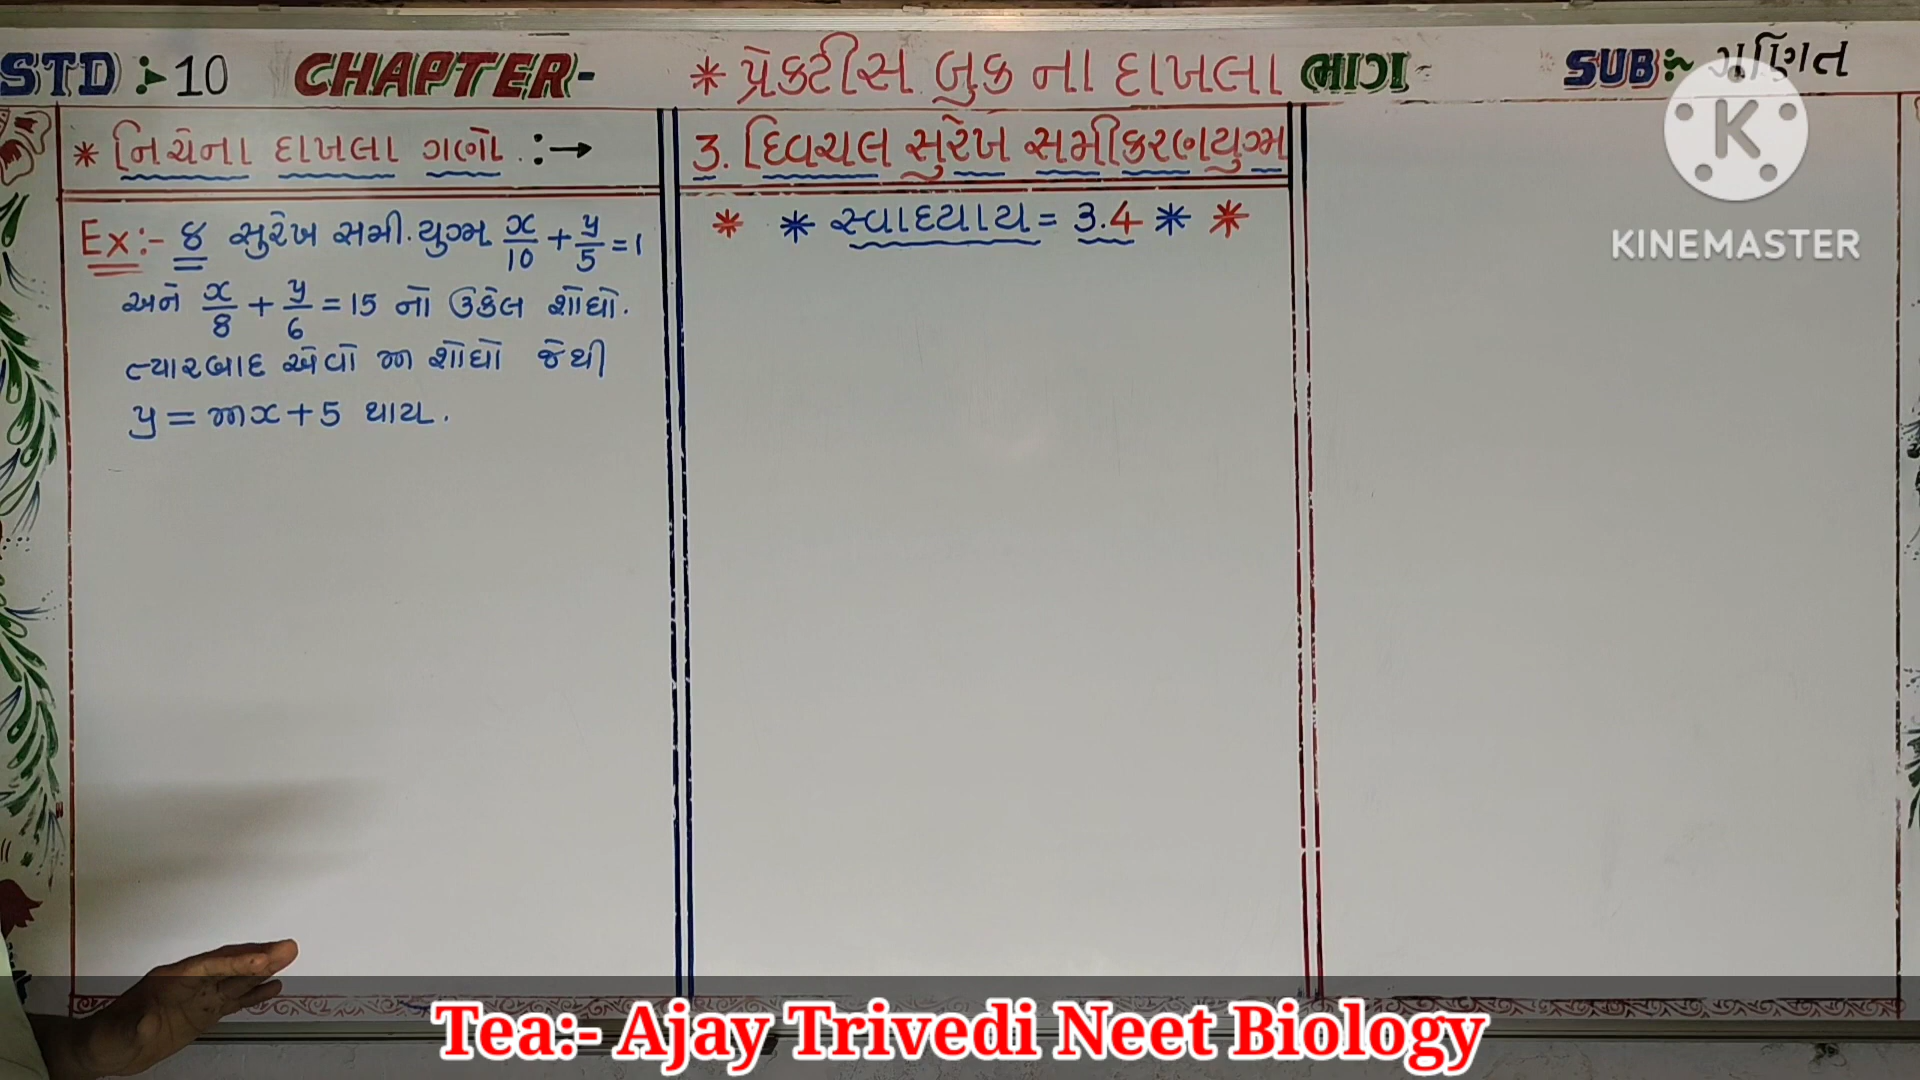 STD :- 10 CHAPTER- * પ્રેક્ટીસ બુક ના દાખલા ભાગ- SUB:~ ગણિત
* નિચેના દાખલા ગણો :→
Ex:- ૪ સુરેખ સમી. યુગ્મ x/10 + y/5 = 1
અને x/8 + y/6 = 15 નો ઉકેલ શોધો.
ત્યારબાદ એવો m શોધો જેથી
y = mx + 5 થાય.
3. દ્વિચલ સુરેખ સમીકરણયુગ્મ
* * સ્વાધ્યાય = 3.4 * *
K
KINEMASTER
Tea:- Ajay Trivedi Neet Biology